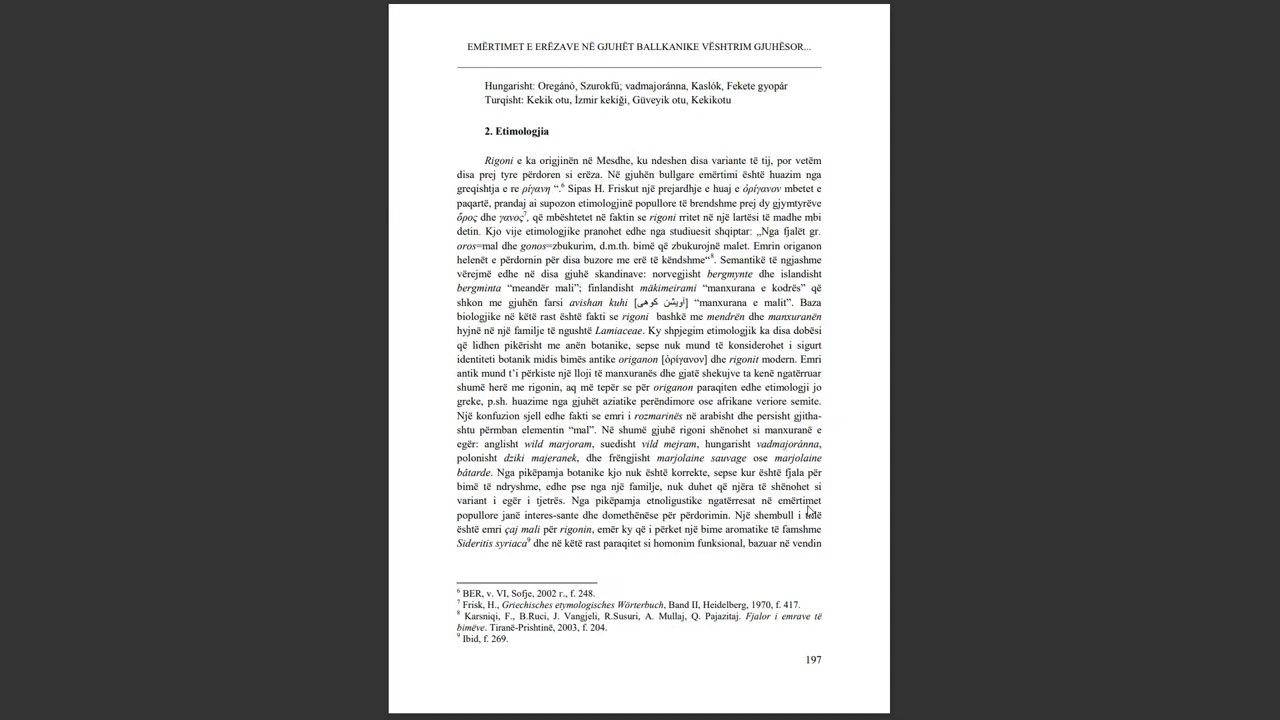 EMËRTIMET E ERËZAVE NË GJUHËT BALLKANIKE VËSHTRIM GJUHËSOR...
Hungarisht: Oregánó, Szurokfű; vadmajoránna, Kaslók, Fekete gyopár
Turqisht: Kekik otu, İzmir kekiği, Güveyik otu, Kekikotu
2. Etimologjia
Rigoni e ka origjinën në Mesdhe, ku ndeshen disa variante të tij, por vetëm
disa prej tyre përdoren si erëza. Në gjuhën bullgare emërtimi është huazim nga
greqishtja e re ρίγανη “.6 Sipas H. Friskut një prejardhje e huaj e όρίγανον mbetet e
paqartë, prandaj ai supozon etimologjinë popullore të brendshme prej dy gjymtyrëve
ὄρος dhe γανος7, që mbështetet në faktin se rigoni rritet në një lartësi të madhe mbi
detin. Kjo vije etimologjike pranohet edhe nga studiuesit shqiptar: „Nga fjalët gr.
oros=mal dhe gonos=zbukurim, d.m.th. bimë që zbukurojnë malet. Emrin origanon
helenët e përdornin për disa buzore me erë të këndshme“8. Semantikë të ngjashme
vërejmë edhe në disa gjuhë skandinave: norvegjisht bergmynte dhe islandisht
bergminta “meandër mali”; finlandisht mäkimeirami “manxurana e kodrës” që
shkon me gjuhën farsi avishan kuhi [أويشن كوهى] “manxurana e malit”. Baza
biologjike në këtë rast është fakti se rigoni bashkë me mendrën dhe manxuranën
hyjnë në një familje të ngushtë Lamiaceae. Ky shpjegim etimologjik ka disa dobësi
që lidhen pikërisht me anën botanike, sepse nuk mund të konsiderohet i sigurt
identiteti botanik midis bimës antike origanon [ὀρίγανον] dhe rigonit modern. Emri
antik mund t’i përkiste një lloji të manxuranës dhe gjatë shekujve ta kenë ngatërruar
shumë herë me rigonin, aq më tepër se për origanon paraqiten edhe etimologji jo
greke, p.sh. huazime nga gjuhët aziatike perëndimore ose afrikane veriore semite.
Një konfuzion sjell edhe fakti se emri i rozmarinës në arabisht dhe persisht gjitha-
shtu përmban elementin “mal”. Në shumë gjuhë rigoni shënohet si manxuranë e
egër: anglisht wild marjoram, suedisht vild mejram, hungarisht vadmajoránna,
polonisht dziki majeranek, dhe frëngjisht marjolaine sauvage ose marjolaine
bâtarde. Nga pikëpamja botanike kjo nuk është korrekte, sepse kur është fjala për
bimë të ndryshme, edhe pse nga një familje, nuk duhet që njëra të shënohet si
variant i egër i tjetrës. Nga pikëpamja etnoligustike ngatërresat në emërtimet
popullore janë interes-sante dhe domethënëse për përdorimin. Një shembull i tillë
është emri çaj mali për rigonin, emër ky që i përket një bime aromatike të famshme
Sideritis syriaca9 dhe në këtë rast paraqitet si homonim funksional, bazuar në vendin
6 BER, v. VI, Sofje, 2002 г., f. 248.
7 Frisk, H., Griechisches etymologisches Wörterbuch, Band II, Heidelberg, 1970, f. 417.
8 Karsniqi, F., B.Ruci, J. Vangjeli, R.Susuri, A. Mullaj, Q. Pajazitaj. Fjalor i emrave të
bimëve. Tiranë-Prishtinë, 2003, f. 204.
9 Ibid, f. 269.
197